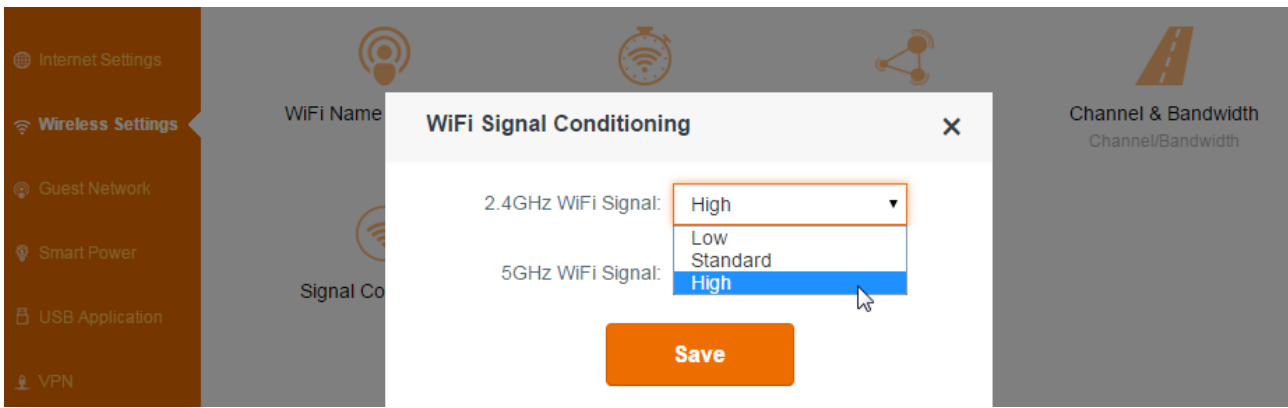 Internet Settings
Wireless Settings
Guest Network
Smart Power
USB Application
VPN
WiFi Name
Channel & Bandwidth
Channel/Bandwidth
Signal Co
WiFi Signal Conditioning
2.4GHz WiFi Signal:
High
Low
Standard
High
5GHz WiFi Signal:
Save